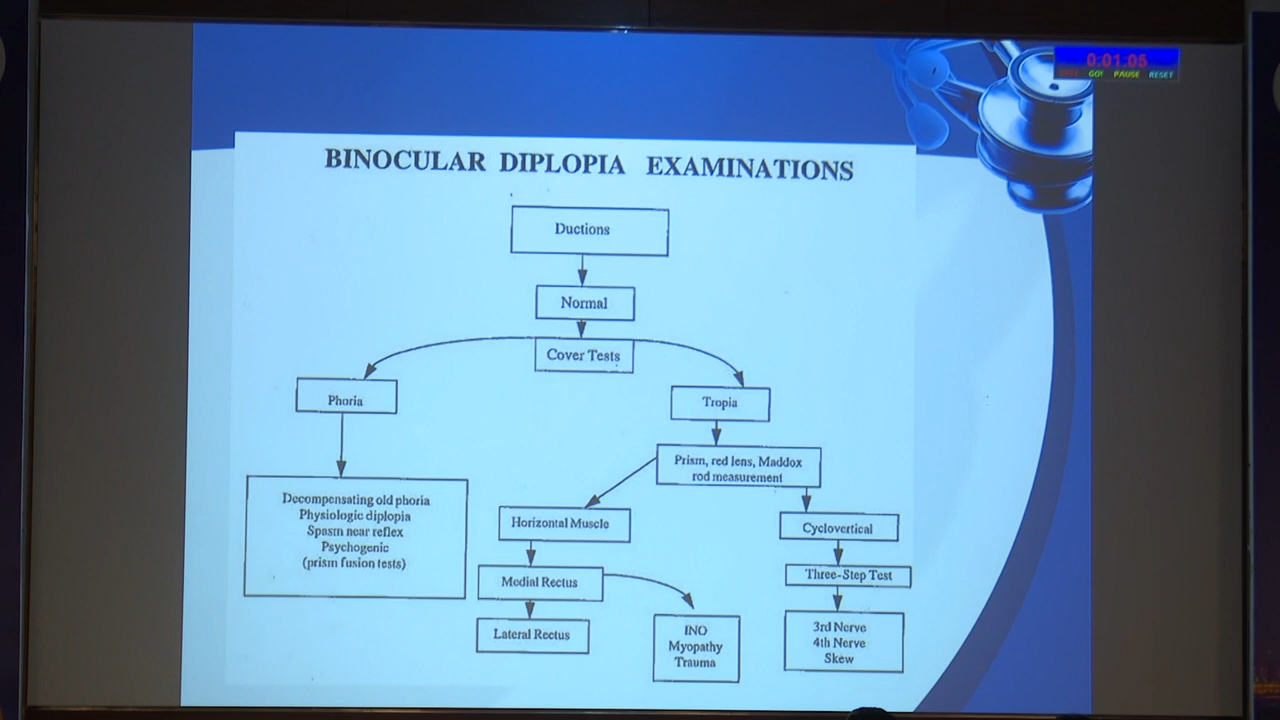 0:01:05
GO! PAUSE RESET
BINOCULAR DIPLOPIA EXAMINATIONS
Ductions
Normal
Cover Tests
Phoria
Tropia
Prism, red lens, Maddox
rod measurement
Decompensating old phoria
Physiologic diplopia
Spasm near reflex
Psychogenic
(prism fusion tests)
Horizontal Muscle
Cyclovertical
Medial Rectus
Three-Step Test
Lateral Rectus
INO
Myopathy
Trauma
3rd Nerve
4th Nerve
Skew